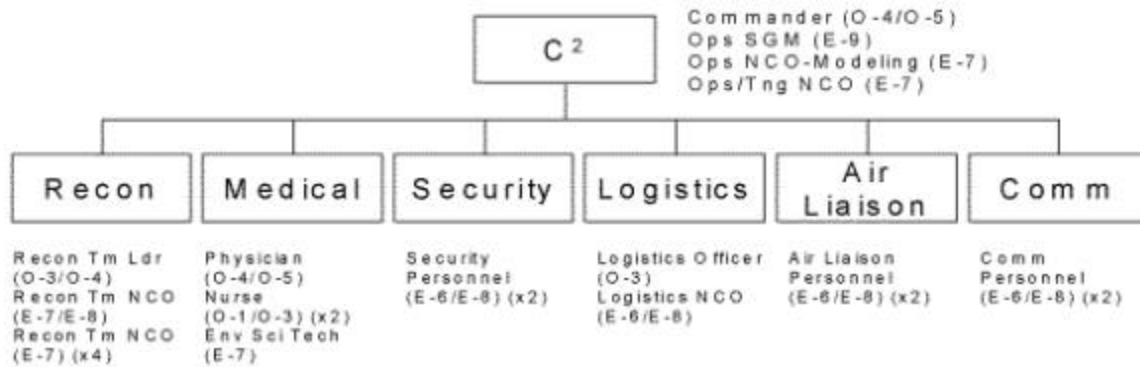 C²
Commander (O-4/O-5)
Ops SGM (E-9)
Ops NCO-Modeling (E-7)
Ops/Tng NCO (E-7)
Recon
Medical
Security
Logistics
Air
Liaison
Comm
Recon Tm Ldr
(O-3/O-4)
Recon Tm NCO
(E-7/E-8)
Recon Tm NCO
(E-7) (x4)
Physician
(O-4/O-5)
Nurse
(O-1/O-3) (x2)
Env Sci Tech
(E-7)
Security
Personnel
(E-6/E-8) (x2)
Logistics Officer
(O-3)
Logistics NCO
(E-6/E-8)
Air Liaison
Personnel
(E-6/E-8) (x2)
Comm
Personnel
(E-6/E-8) (x2)